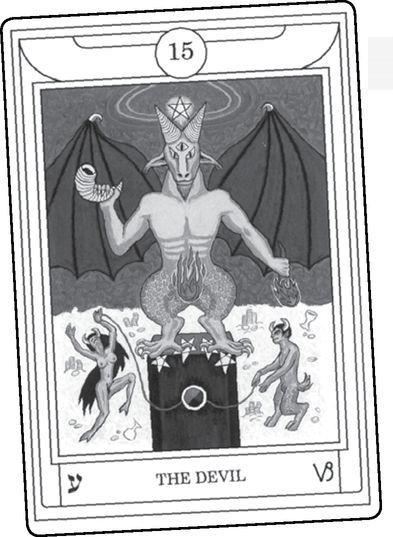 15
THE DEVIL
ע ♑